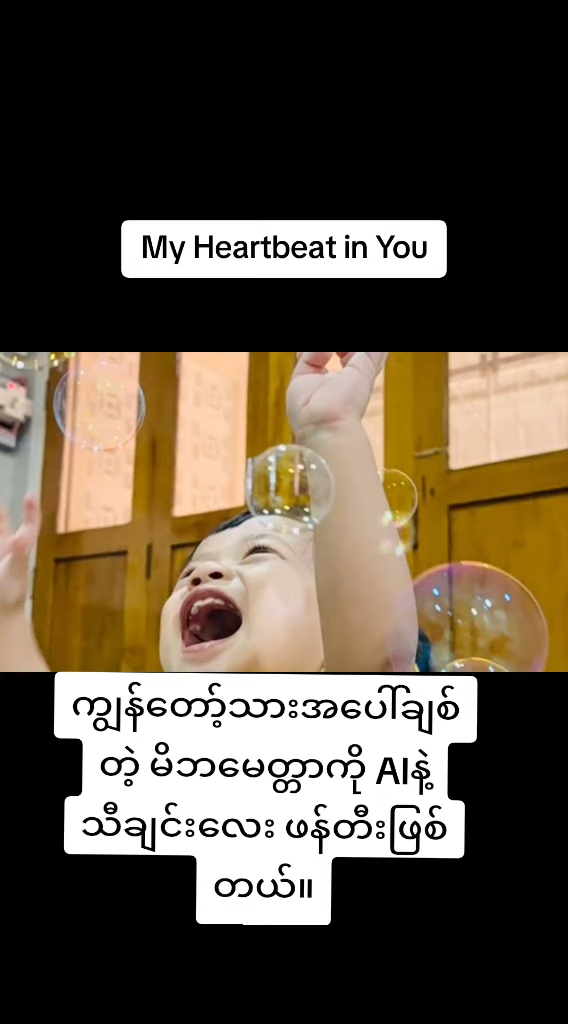 My Heartbeat in You
ကျွန်တော့်သားအပေါ်ချစ်
တဲ့ မိဘမေတ္တာကို AIနဲ့
သီချင်းလေး ဖန်တီးဖြစ်
တယ်။